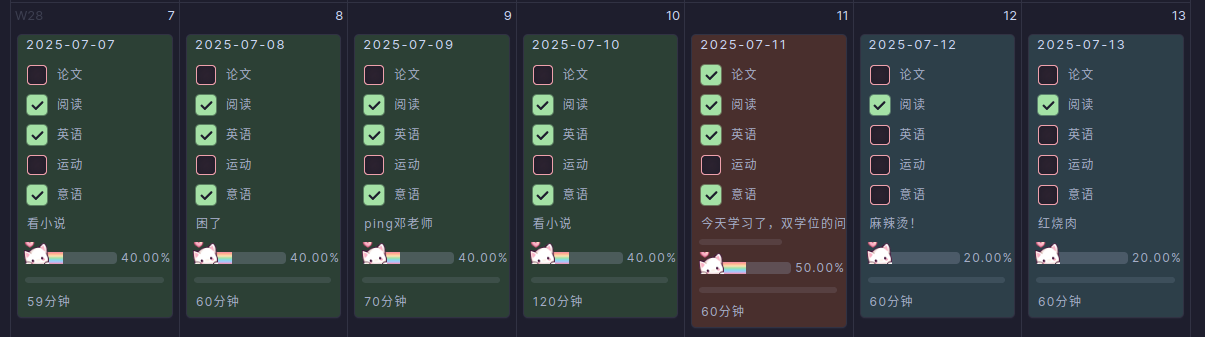 W28 7
2025-07-07
论文
阅读
英语
运动
意语
看小说
40.00%
59分钟
8
2025-07-08
论文
阅读
英语
运动
意语
困了
40.00%
60分钟
9
2025-07-09
论文
阅读
英语
运动
意语
ping邓老师
40.00%
70分钟
10
2025-07-10
论文
阅读
英语
运动
意语
看小说
40.00%
120分钟
11
2025-07-11
论文
阅读
英语
运动
意语
今天学习了，双学位的问
50.00%
60分钟
12
2025-07-12
论文
阅读
英语
运动
意语
麻辣烫！
20.00%
60分钟
13
2025-07-13
论文
阅读
英语
运动
意语
红烧肉
20.00%
60分钟